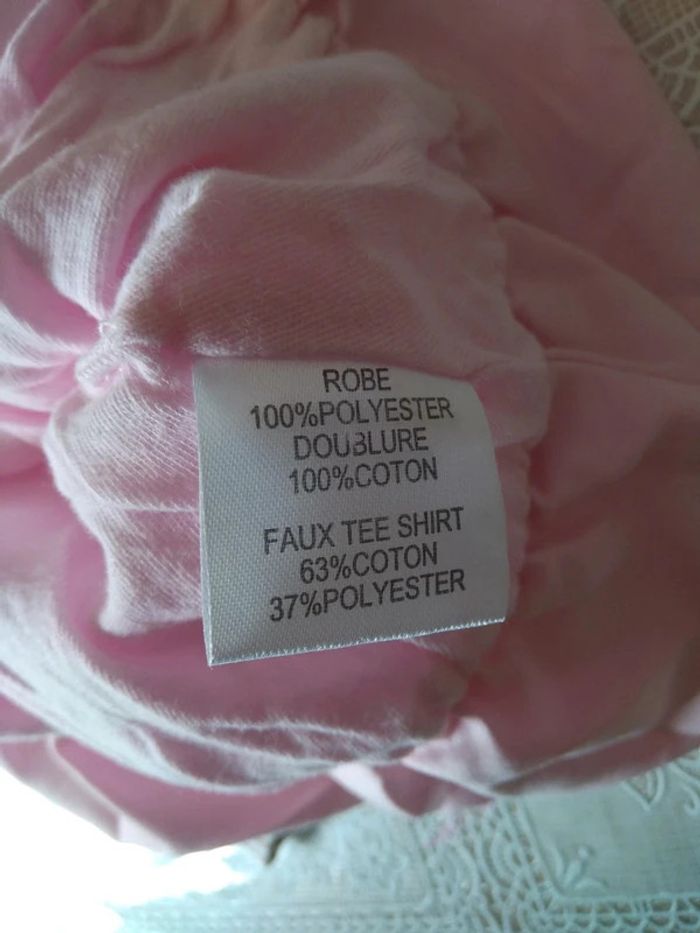 ROBE
100%POLYESTER
DOUBLURE
100%COTON
FAUX TEE SHIRT
63%COTON
37%POLYESTER